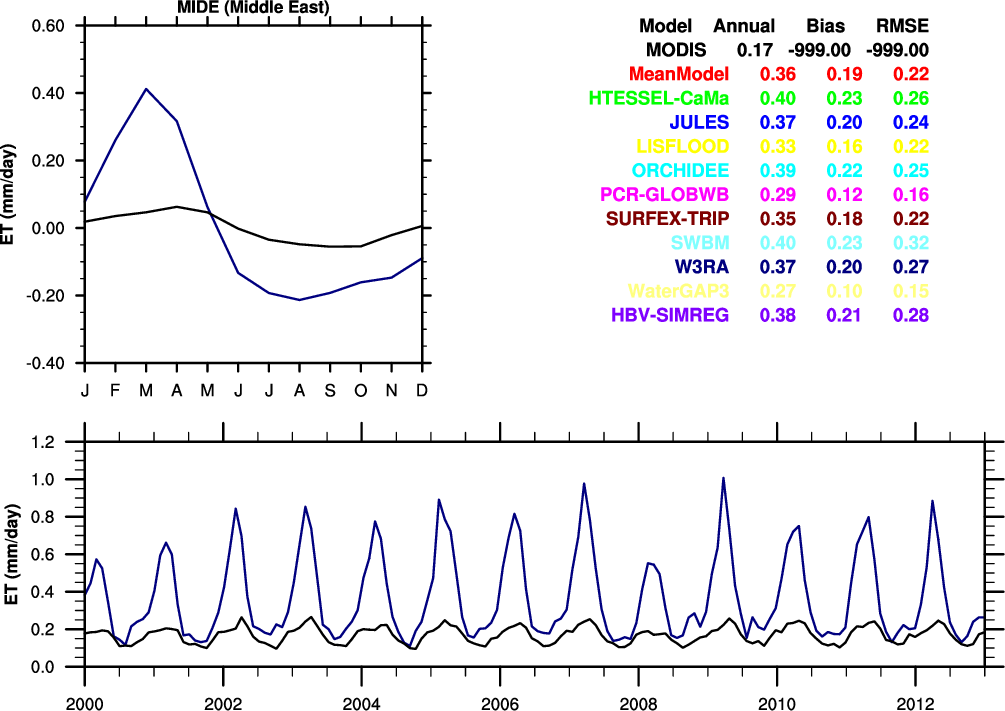 MIDE (Middle East)
ET (mm/day)
0.60
0.40
0.20
0.00
-0.20
-0.40
J F M A M J J A S O N D
Model Annual Bias RMSE
MODIS 0.17 -999.00 -999.00
MeanModel 0.36 0.19 0.22
HTESSEL-CaMa 0.40 0.23 0.26
JULES 0.37 0.20 0.24
LISFLOOD 0.33 0.16 0.22
ORCHIDEE 0.39 0.22 0.25
PCR-GLOBWB 0.29 0.12 0.16
SURFEX-TRIP 0.35 0.18 0.22
SWBM 0.40 0.23 0.32
W3RA 0.37 0.20 0.27
WaterGAP3 0.27 0.10 0.15
HBV-SIMREG 0.38 0.21 0.28
ET (mm/day)
1.2
1.0
0.8
0.6
0.4
0.2
0.0
2000 2002 2004 2006 2008 2010 2012